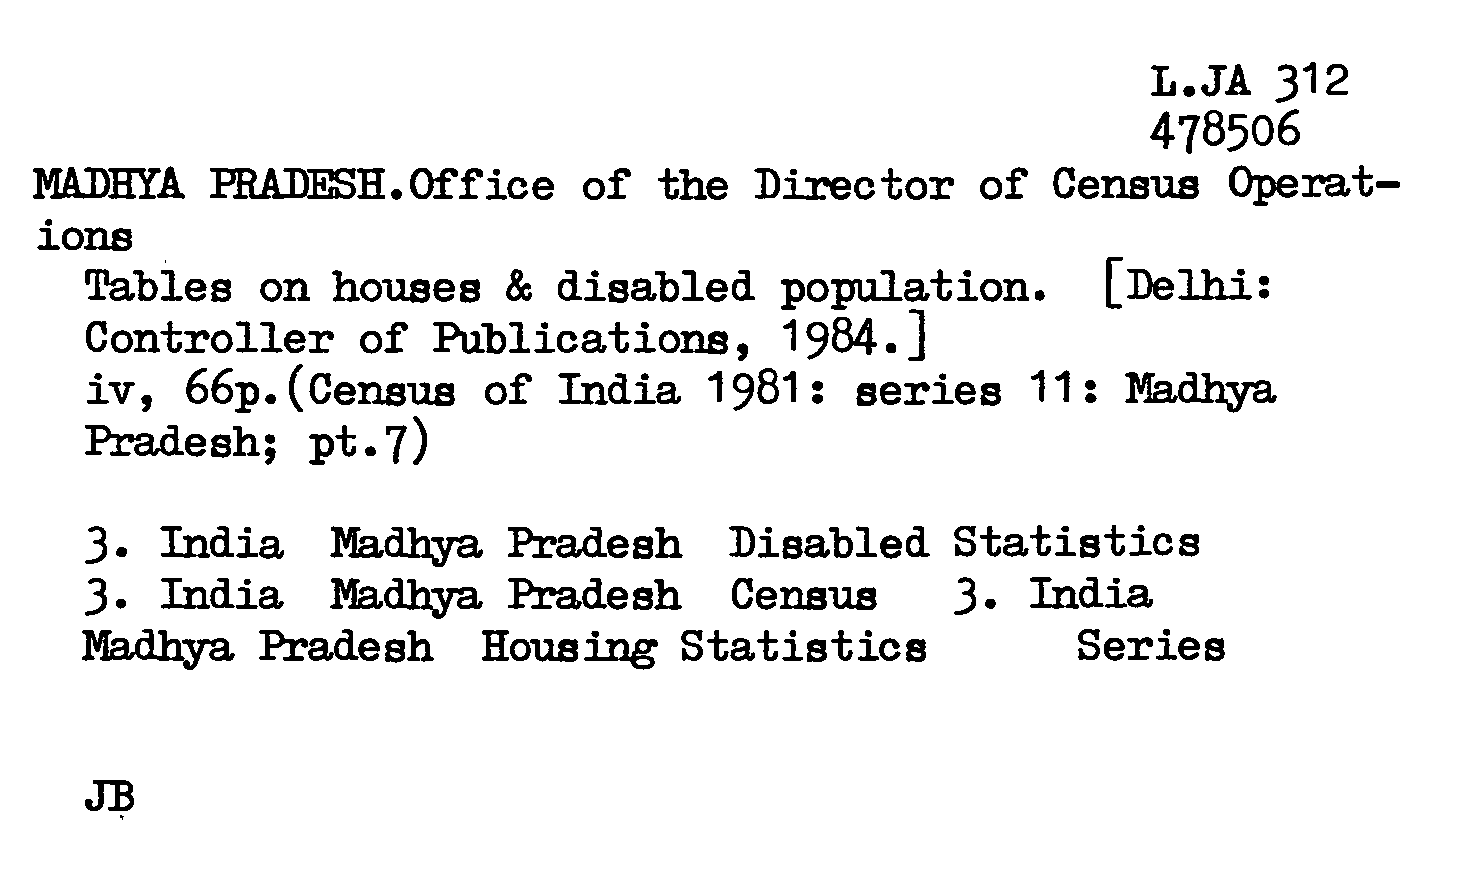 L.JA 312
478506
MADHYA PRADESH.Office of the Director of Census Operat-
ions
Tables on houses & disabled population. [Delhi:
Controller of Publications, 1984.]
iv, 66p.(Census of India 1981: series 11: Madhya
Pradesh; pt.7)
3. India Madhya Pradesh Disabled Statistics
3. India Madhya Pradesh Census 3. India
Madhya Pradesh Housing Statistics Series
JB